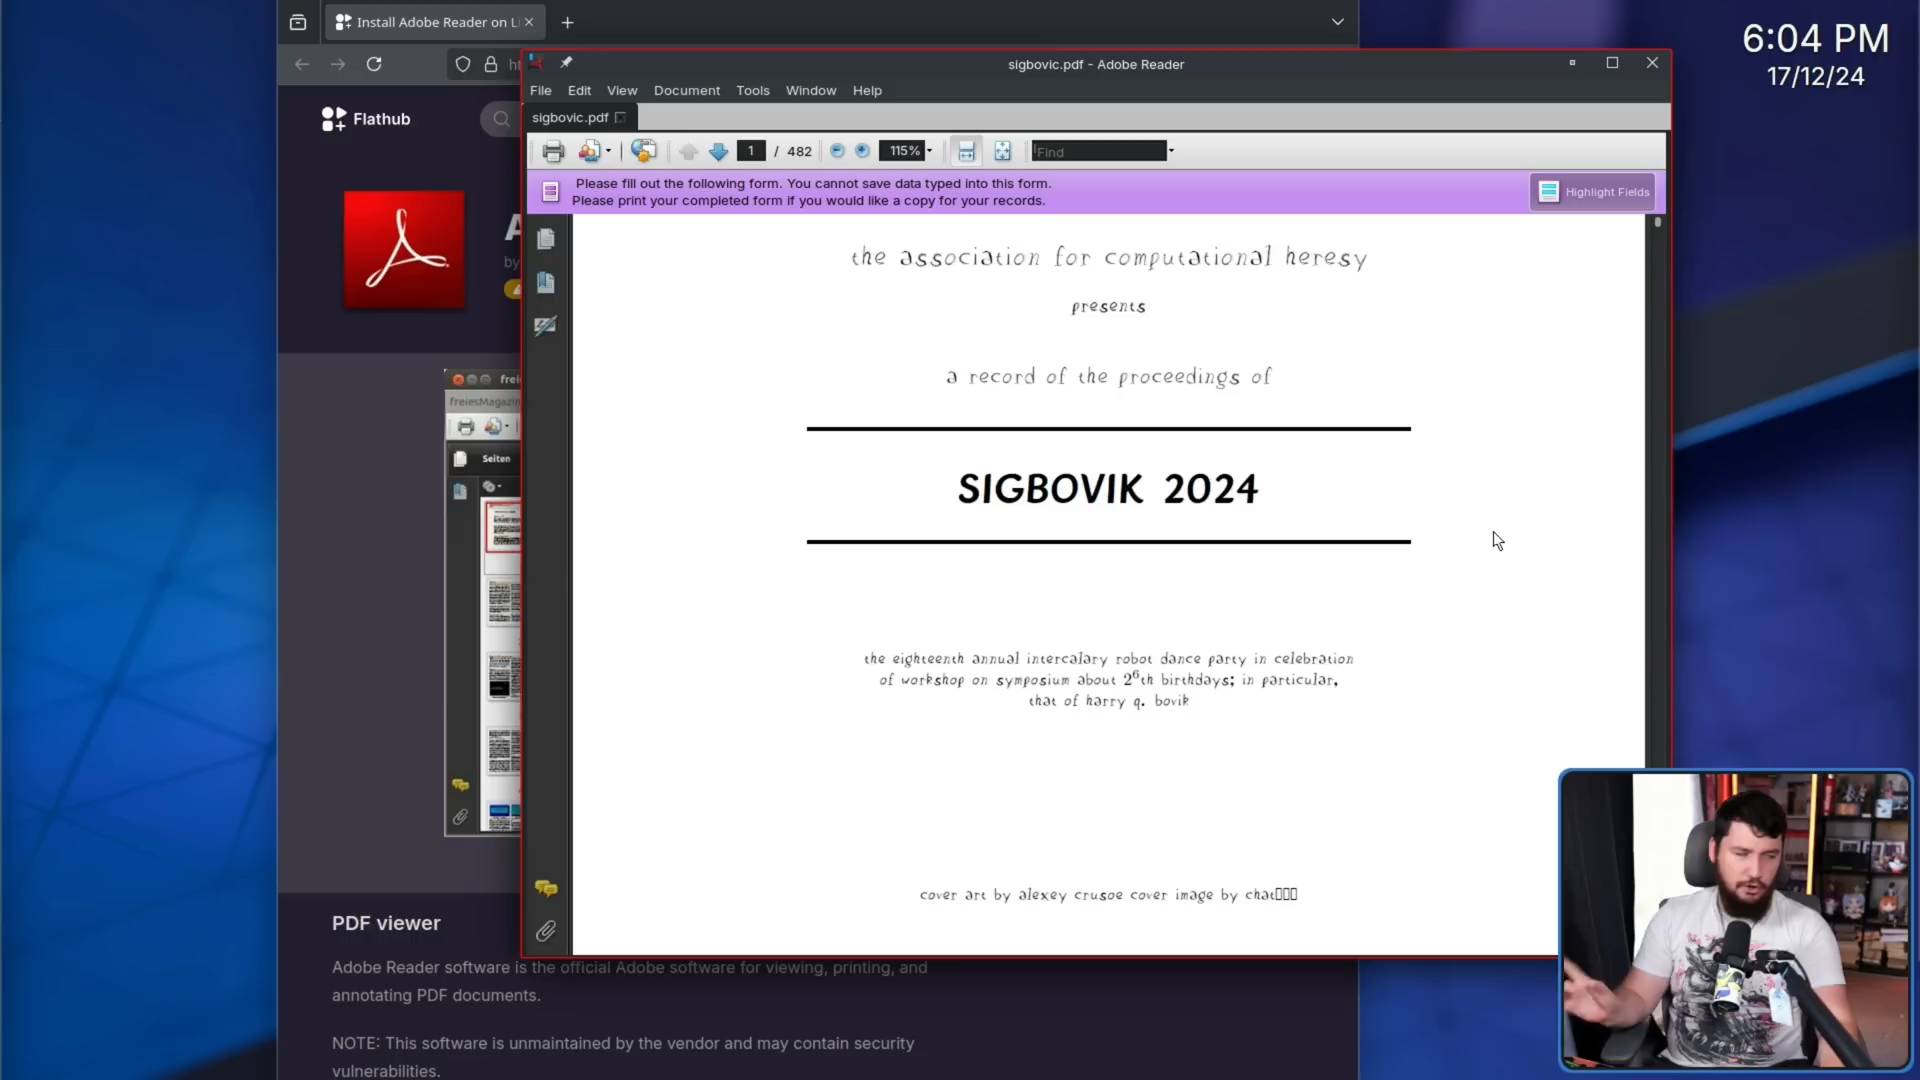 Install Adobe Reader on Li
6:04 PM
17/12/24
sigbovic.pdf - Adobe Reader
File Edit View Document Tools Window Help
Flathub
sigbovic.pdf
1 / 482
115%
Find
Please fill out the following form. You cannot save data typed into this form.
Please print your completed form if you would like a copy for your records.
Highlight Fields
A
by
the association for computational heresy
presents
a record of the proceedings of
SIGBOVIK 2024
the eighteenth annual intercalary robot dance party in celebration
of workshop on symposium about 2⁶th birthdays; in particular,
that of harry q. bovik
cover art by alexey crusoe cover image by chat▯▯▯
freie
freiesMagazin
Seiten
PDF viewer
Adobe Reader software is the official Adobe software for viewing, printing, and
annotating PDF documents.
NOTE: This software is unmaintained by the vendor and may contain security
vulnerabilities.